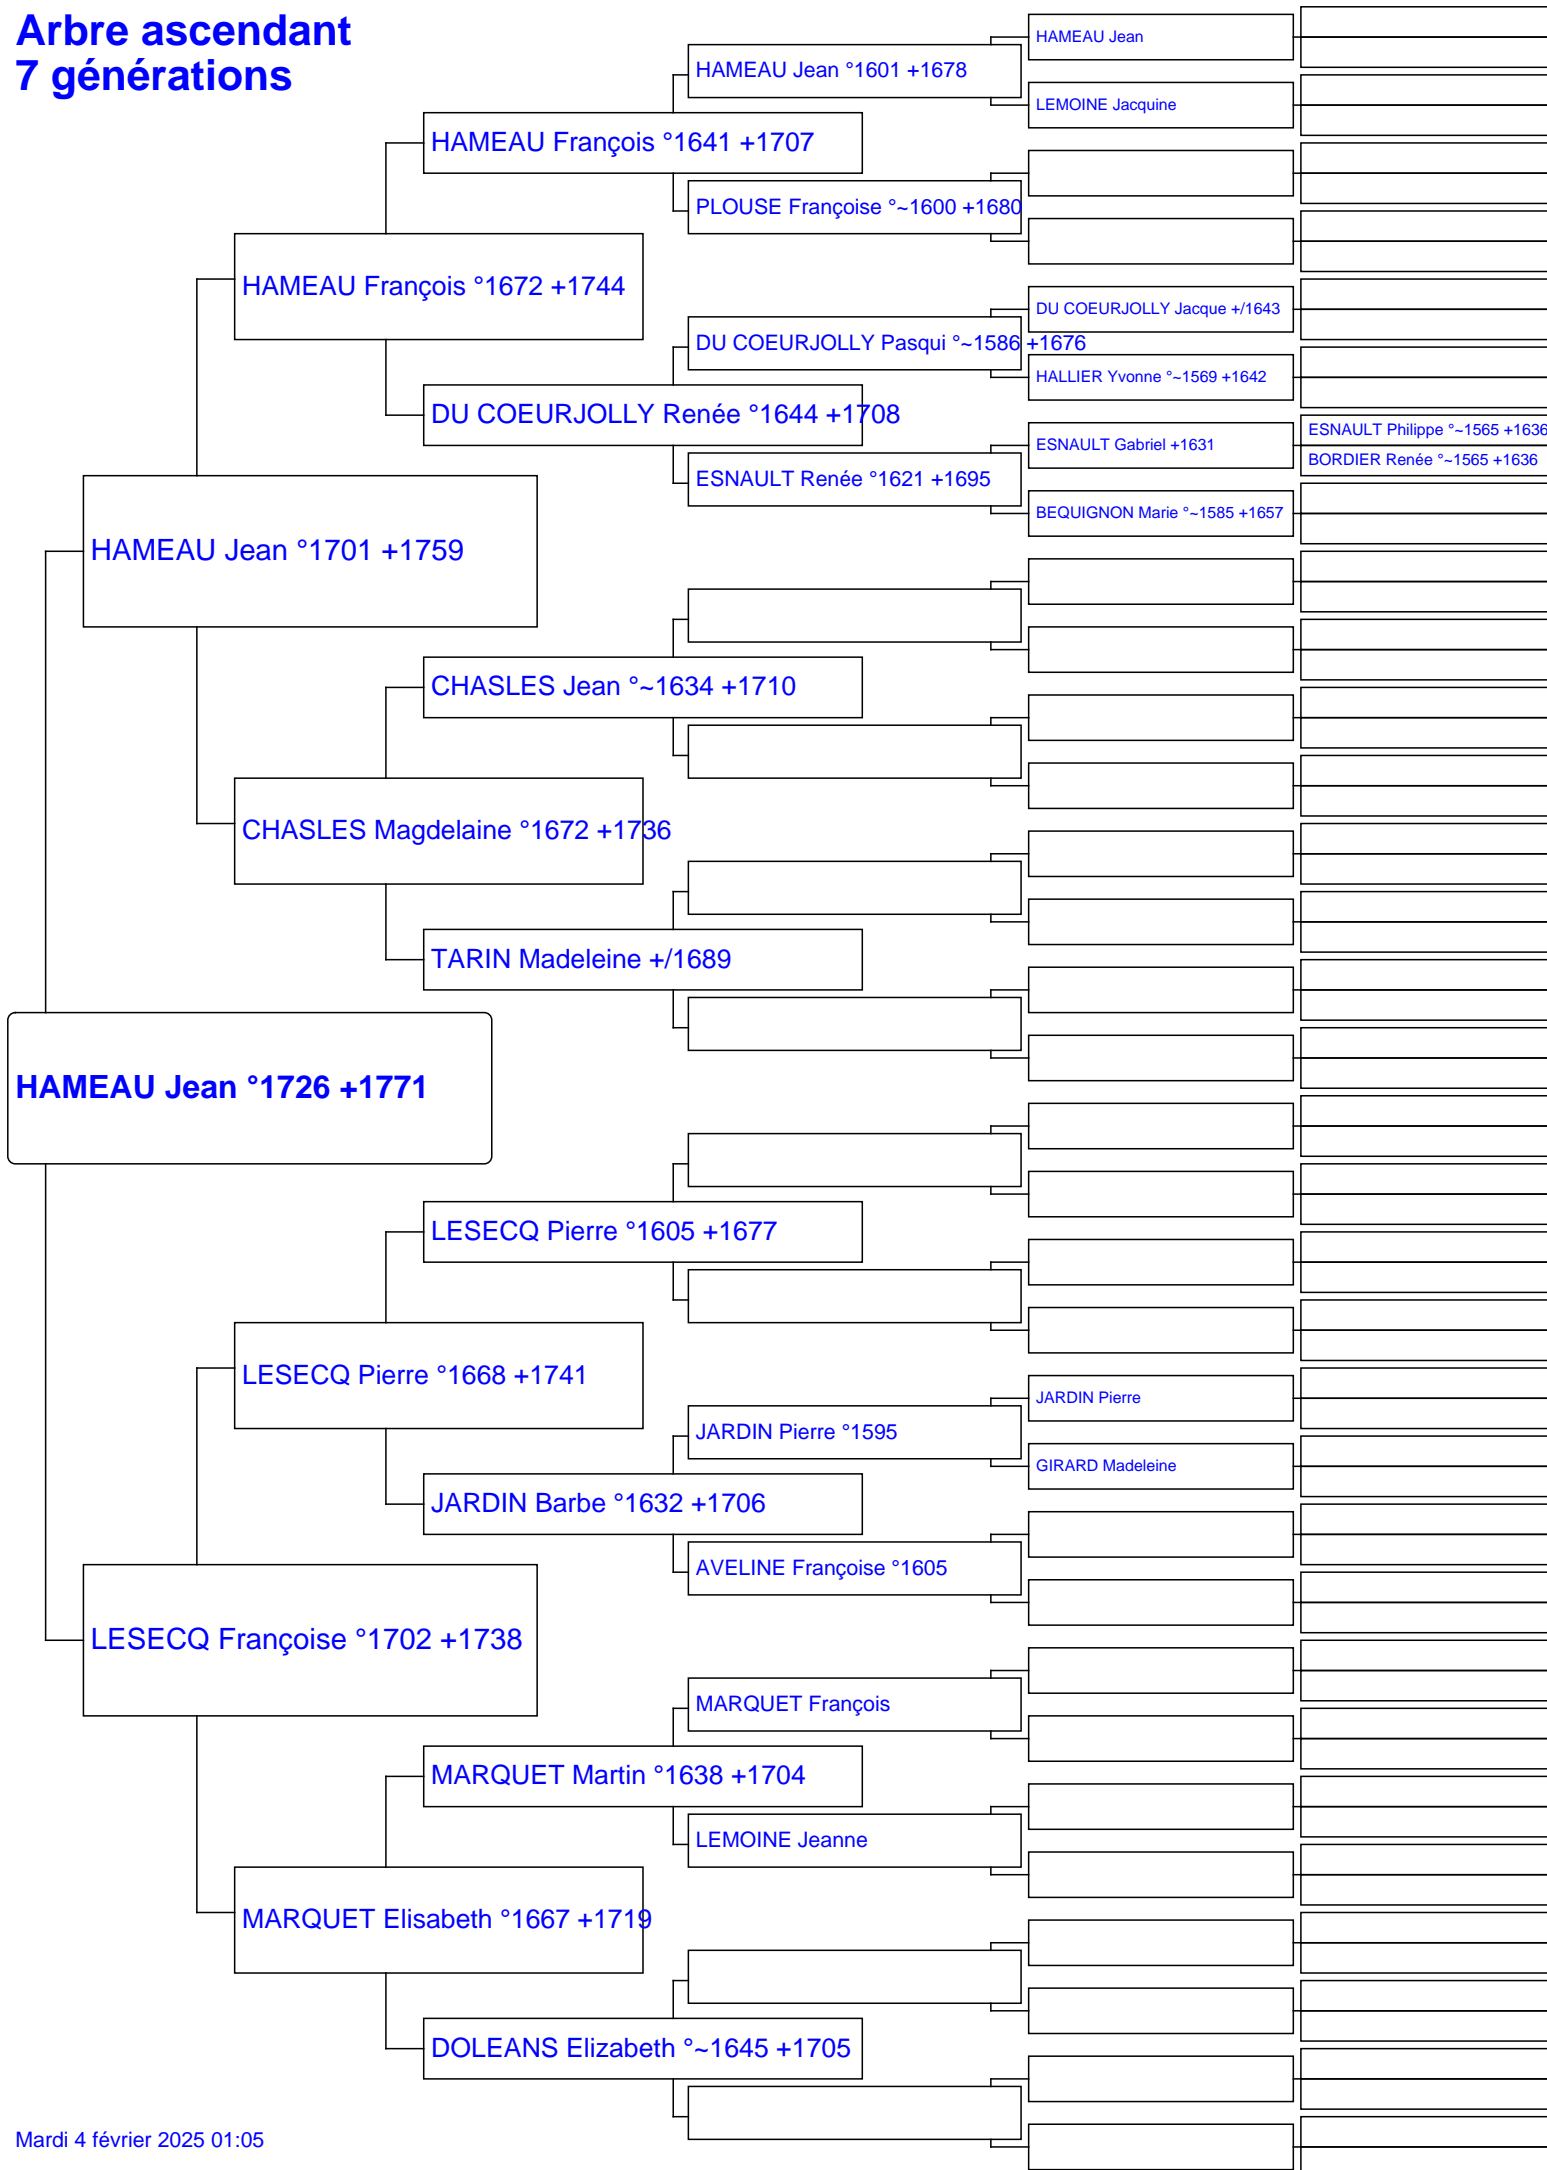 Arbre ascendant
7 générations
HAMEAU Jean
HAMEAU Jean °1601 +1678
LEMOINE Jacquine
HAMEAU François °1641 +1707
PLOUSE Françoise °~1600 +1680
HAMEAU François °1672 +1744
DU COEURJOLLY Jacque +/1643
DU COEURJOLLY Pasqui °~1586 +1676
HALLIER Yvonne °~1569 +1642
DU COEURJOLLY Renée °1644 +1708
ESNAULT Philippe °~1565 +1636
ESNAULT Gabriel +1631
BORDIER Renée °~1565 +1636
ESNAULT Renée °1621 +1695
BEQUIGNON Marie °~1585 +1657
HAMEAU Jean °1701 +1759
CHASLES Jean °~1634 +1710
CHASLES Magdelaine °1672 +1736
TARIN Madeleine +/1689
HAMEAU Jean °1726 +1771
LESECQ Pierre °1605 +1677
LESECQ Pierre °1668 +1741
JARDIN Pierre
JARDIN Pierre °1595
GIRARD Madeleine
JARDIN Barbe °1632 +1706
AVELINE Françoise °1605
LESECQ Françoise °1702 +1738
MARQUET François
MARQUET Martin °1638 +1704
LEMOINE Jeanne
MARQUET Elisabeth °1667 +1719
DOLEANS Elizabeth °~1645 +1705
Mardi 4 février 2025 01:05